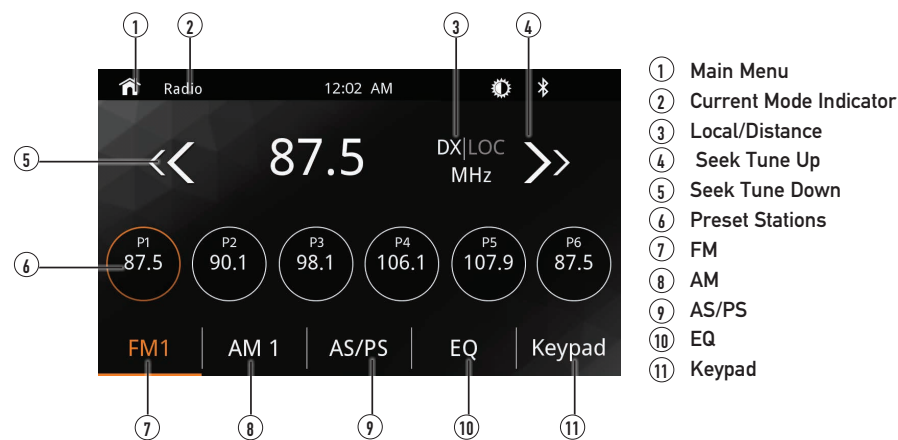 1 2 3 4
Radio 12:02 AM
5 87.5 DX|LOC
MHz
6
P1 P2 P3 P4 P5 P6
87.5 90.1 98.1 106.1 107.9 87.5
FM1 AM 1 AS/PS EQ Keypad
7 8 9 10 11
1 Main Menu
2 Current Mode Indicator
3 Local/Distance
4 Seek Tune Up
5 Seek Tune Down
6 Preset Stations
7 FM
8 AM
9 AS/PS
10 EQ
11 Keypad